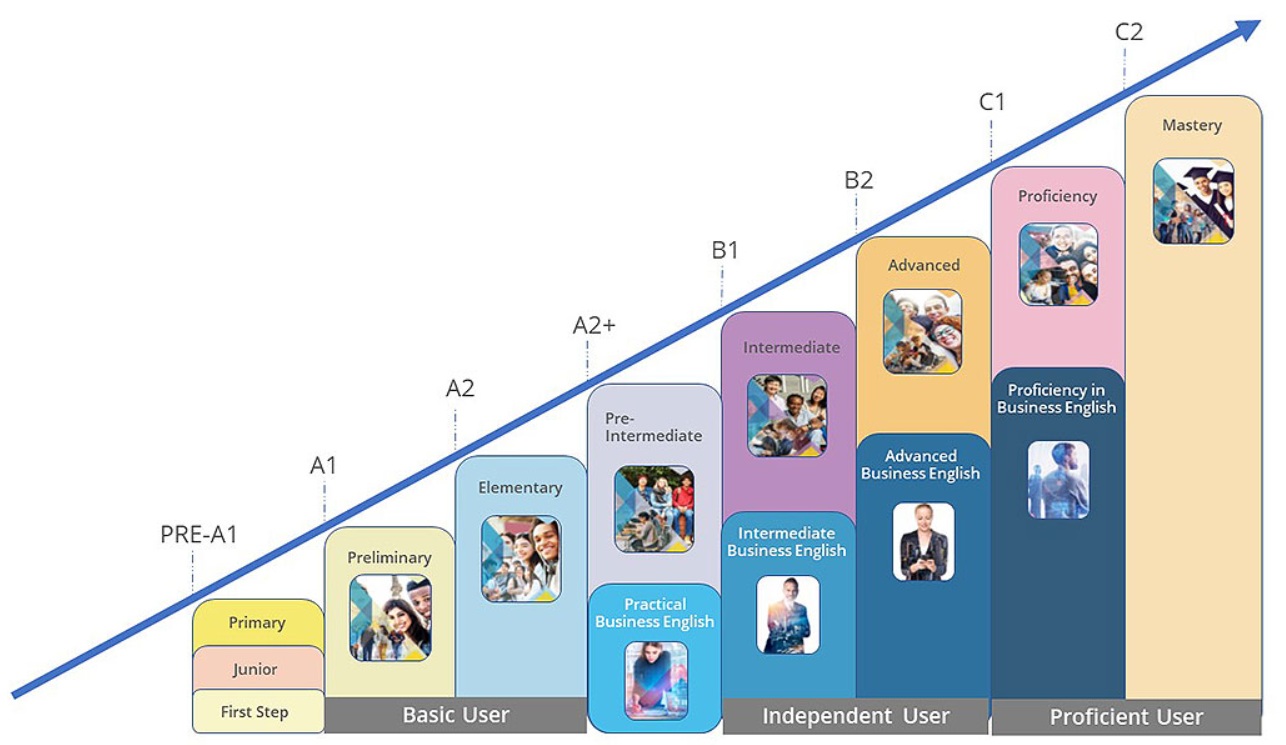 C2
C1
B2
B1
A2+
A2
A1
PRE-A1
Mastery
Proficiency
Proficiency in
Business English
Advanced
Advanced
Business English
Intermediate
Intermediate
Business English
Pre-
Intermediate
Practical
Business English
Elementary
Preliminary
Primary
Junior
First Step
Basic User
Independent User
Proficient User